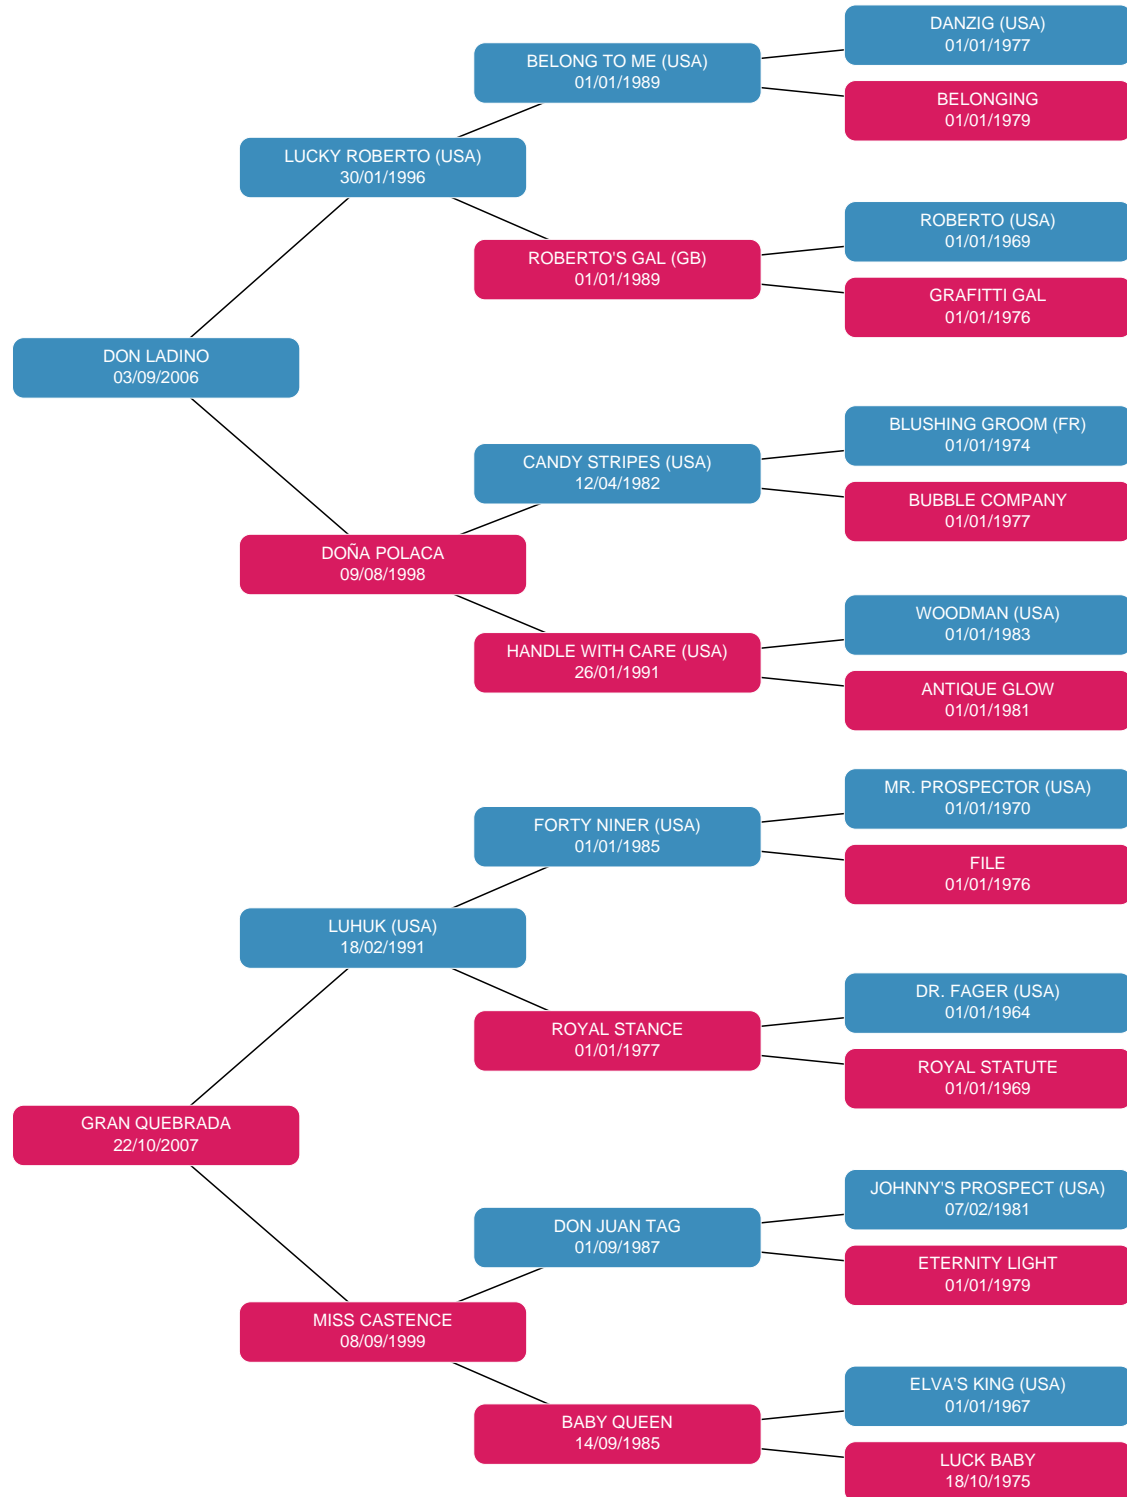 DANZIG (USA)
01/01/1977
BELONG TO ME (USA)
01/01/1989
BELONGING
01/01/1979
LUCKY ROBERTO (USA)
30/01/1996
ROBERTO (USA)
01/01/1969
ROBERTO'S GAL (GB)
01/01/1989
GRAFITTI GAL
01/01/1976
DON LADINO
03/09/2006
BLUSHING GROOM (FR)
01/01/1974
CANDY STRIPES (USA)
12/04/1982
BUBBLE COMPANY
01/01/1977
DOÑA POLACA
09/08/1998
WOODMAN (USA)
01/01/1983
HANDLE WITH CARE (USA)
26/01/1991
ANTIQUE GLOW
01/01/1981
MR. PROSPECTOR (USA)
01/01/1970
FORTY NINER (USA)
01/01/1985
FILE
01/01/1976
LUHUK (USA)
18/02/1991
DR. FAGER (USA)
01/01/1964
ROYAL STANCE
01/01/1977
ROYAL STATUTE
01/01/1969
GRAN QUEBRADA
22/10/2007
JOHNNY'S PROSPECT (USA)
07/02/1981
DON JUAN TAG
01/09/1987
ETERNITY LIGHT
01/01/1979
MISS CASTENCE
08/09/1999
ELVA'S KING (USA)
01/01/1967
BABY QUEEN
14/09/1985
LUCK BABY
18/10/1975